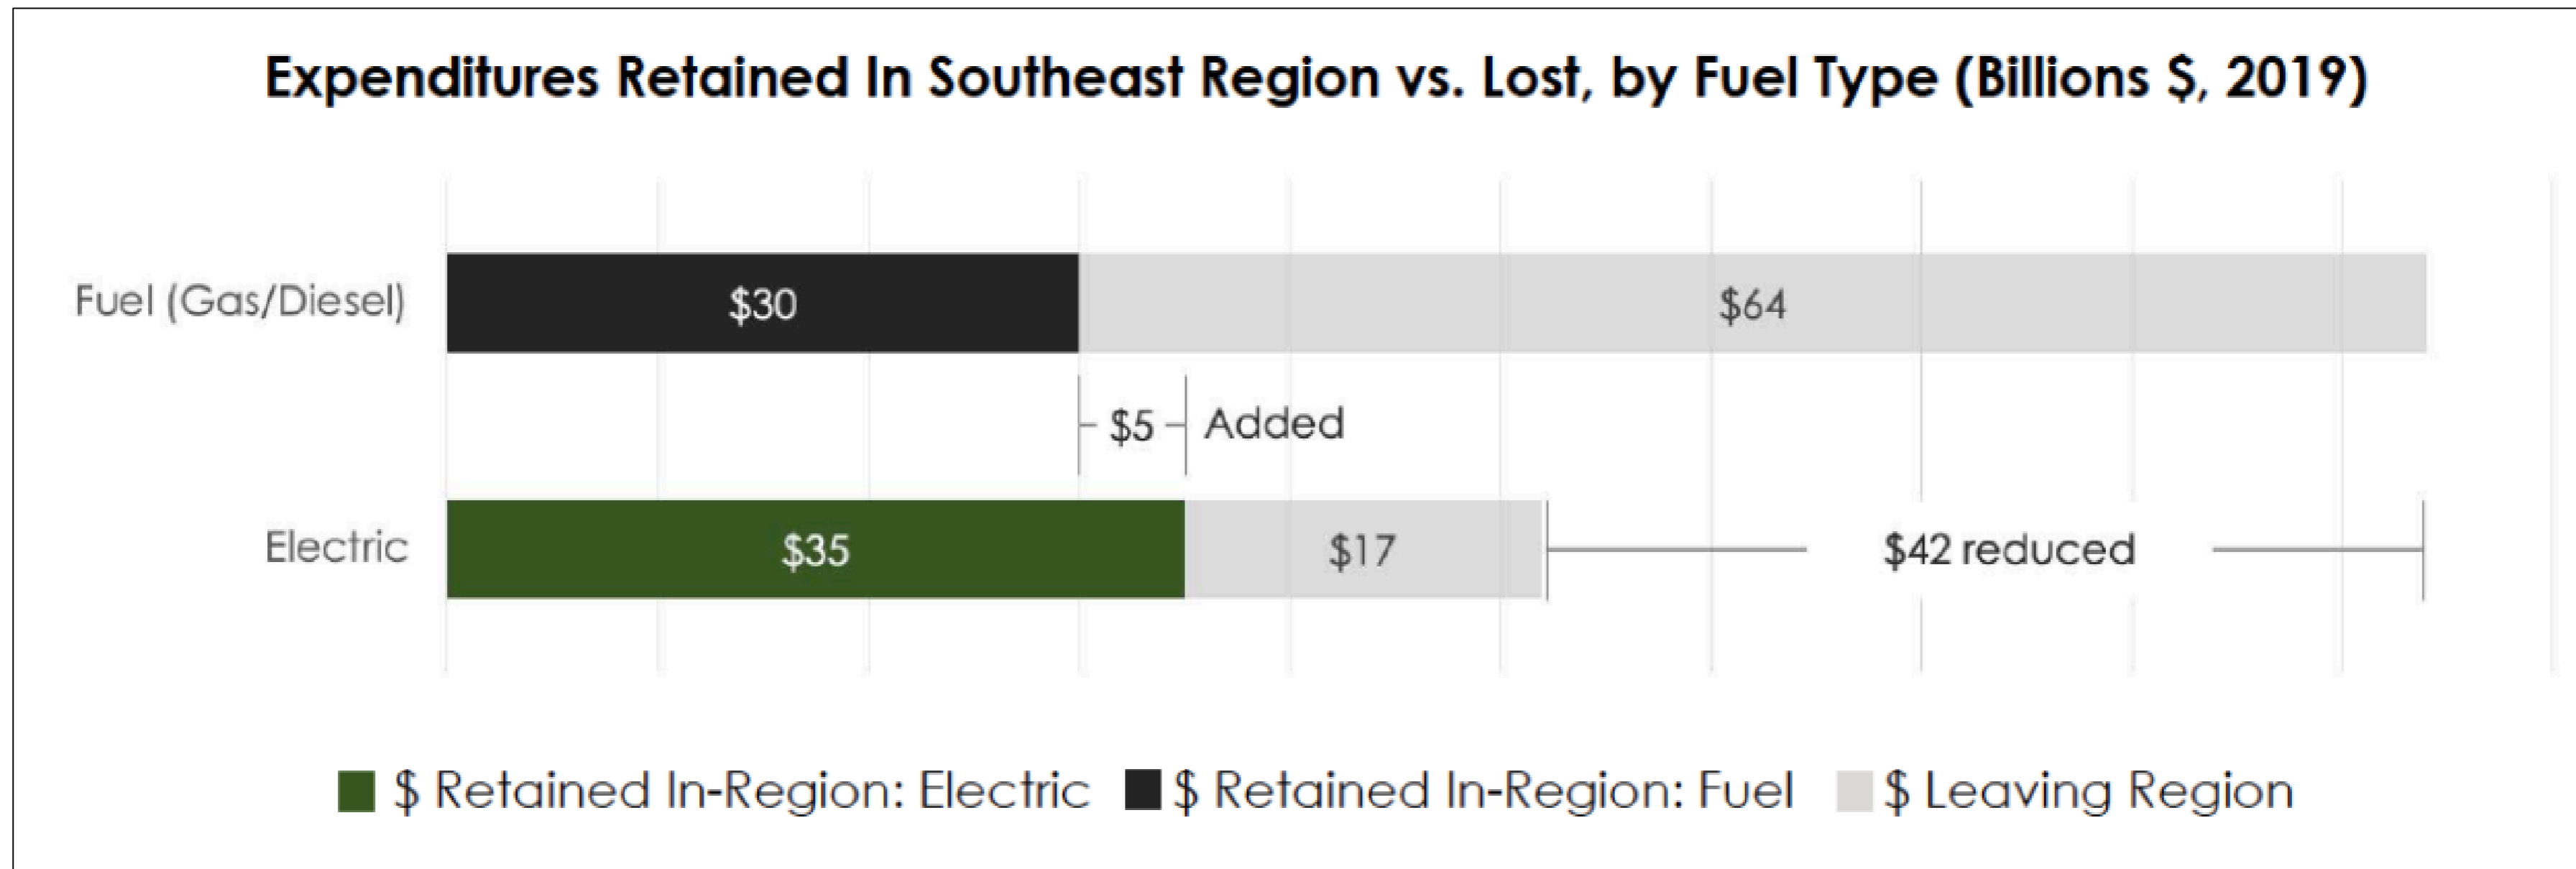 Expenditures Retained In Southeast Region vs. Lost, by Fuel Type (Billions $, 2019)
Fuel (Gas/Diesel)
$30
$64
$5
Added
Electric
$35
$17
$42 reduced
$ Retained In-Region: Electric
$ Retained In-Region: Fuel
$ Leaving Region